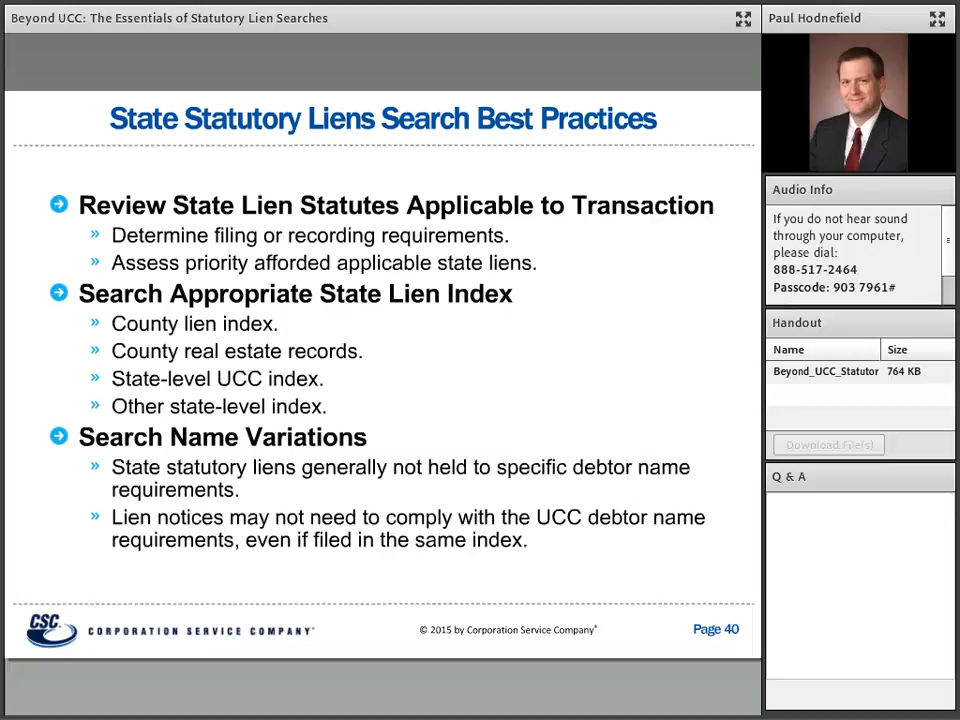 Beyond UCC: The Essentials of Statutory Lien Searches
Paul Hodnefield
State Statutory Liens Search Best Practices
Review State Lien Statutes Applicable to Transaction
» Determine filing or recording requirements.
» Assess priority afforded applicable state liens.
Search Appropriate State Lien Index
» County lien index.
» County real estate records.
» State-level UCC index.
» Other state-level index.
Search Name Variations
» State statutory liens generally not held to specific debtor name
requirements.
» Lien notices may not need to comply with the UCC debtor name
requirements, even if filed in the same index.
CSC.
CORPORATION SERVICE COMPANY®
© 2015 by Corporation Service Company®
Page 40
Audio Info
If you do not hear sound
through your computer,
please dial:
888-517-2464
Passcode: 903 7961#
Handout
Name Size
Beyond_UCC_Statutor 764 KB
Download File(s)
Q & A